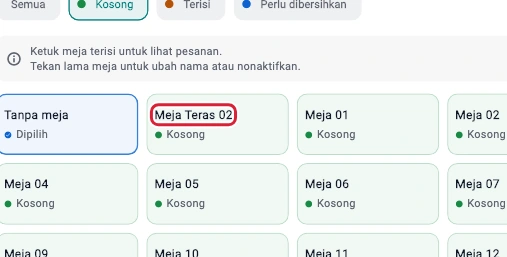 Semua
Kosong
Terisi
Perlu dibersihkan
Ketuk meja terisi untuk lihat pesanan.
Tekan lama meja untuk ubah nama atau nonaktifkan.
Tanpa meja
Dipilih
Meja Teras 02
Kosong
Meja 01
Kosong
Meja 02
Kosong
Meja 04
Kosong
Meja 05
Kosong
Meja 06
Kosong
Meja 07
Kosong
Meja 09
Meja 10
Meja 11
Meja 12